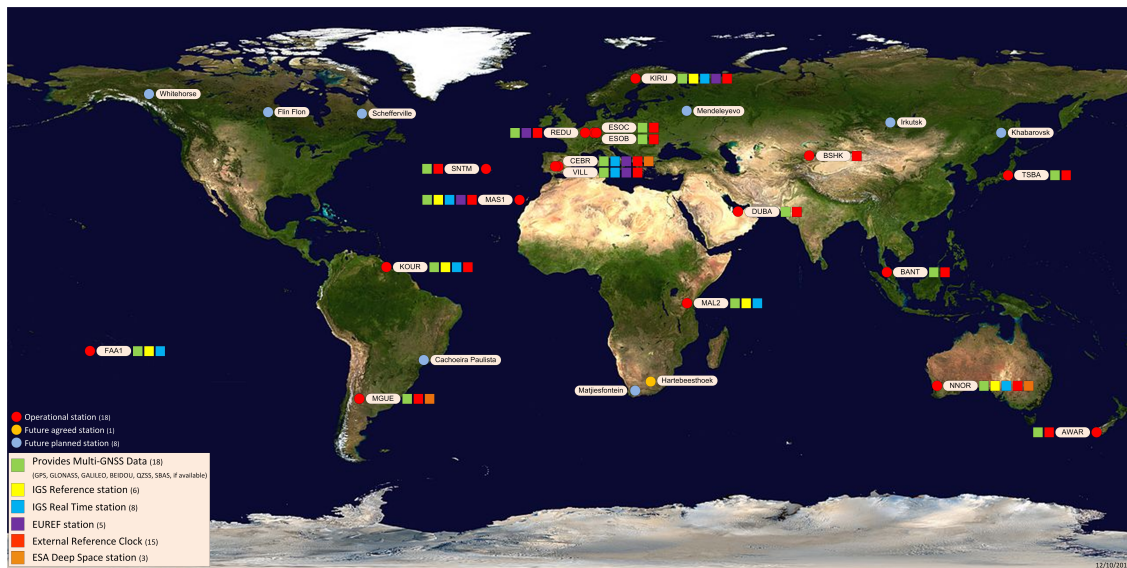 KIRU
Whitehorse
Flin Flon
Schefferville
Mendeleyevo
Irkutsk
Khabarovsk
REDU
ESOC
ESOB
BSHK
CEBR
VILL
SNTM
TSBA
MAS1
DUBA
KOUR
BANT
MAL2
FAA1
Cachoeira Paulista
Hartebeesthoek
Matjiesfontein
NNOR
MGUE
AWAR
Operational station (18)
Future agreed station (1)
Future planned station (8)
Provides Multi-GNSS Data (18)
(GPS, GLONASS, GALILEO, BEIDOU, QZSS, SBAS, if available)
IGS Reference station (6)
IGS Real Time station (8)
EUREF station (5)
External Reference Clock (15)
ESA Deep Space station (3)
12/10/201